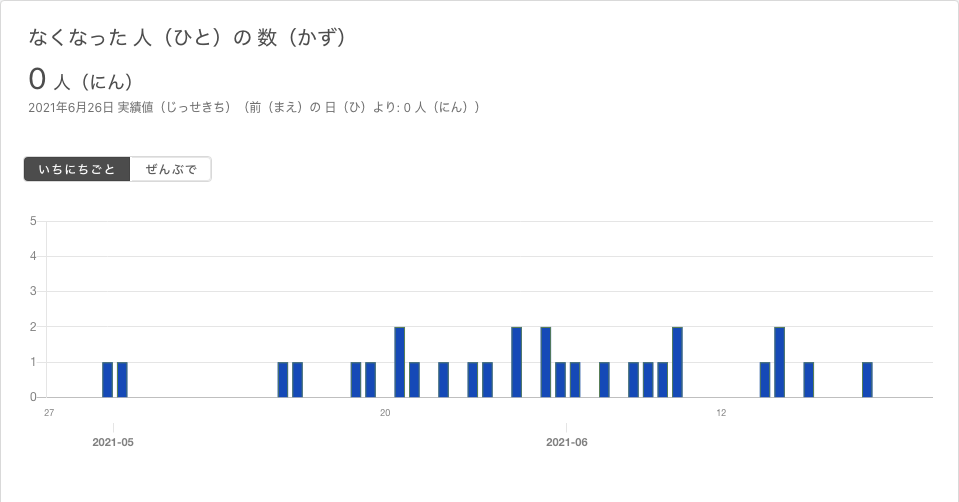 なくなった 人（ひと）の 数（かず）
0 人（にん）
2021年6月26日 実績値（じっせきち）（前（まえ）の 日（ひ）より: 0 人（にん））
いちにちごと ぜんぶで
5
4
3
2
1
0
27 20 12
2021-05 2021-06